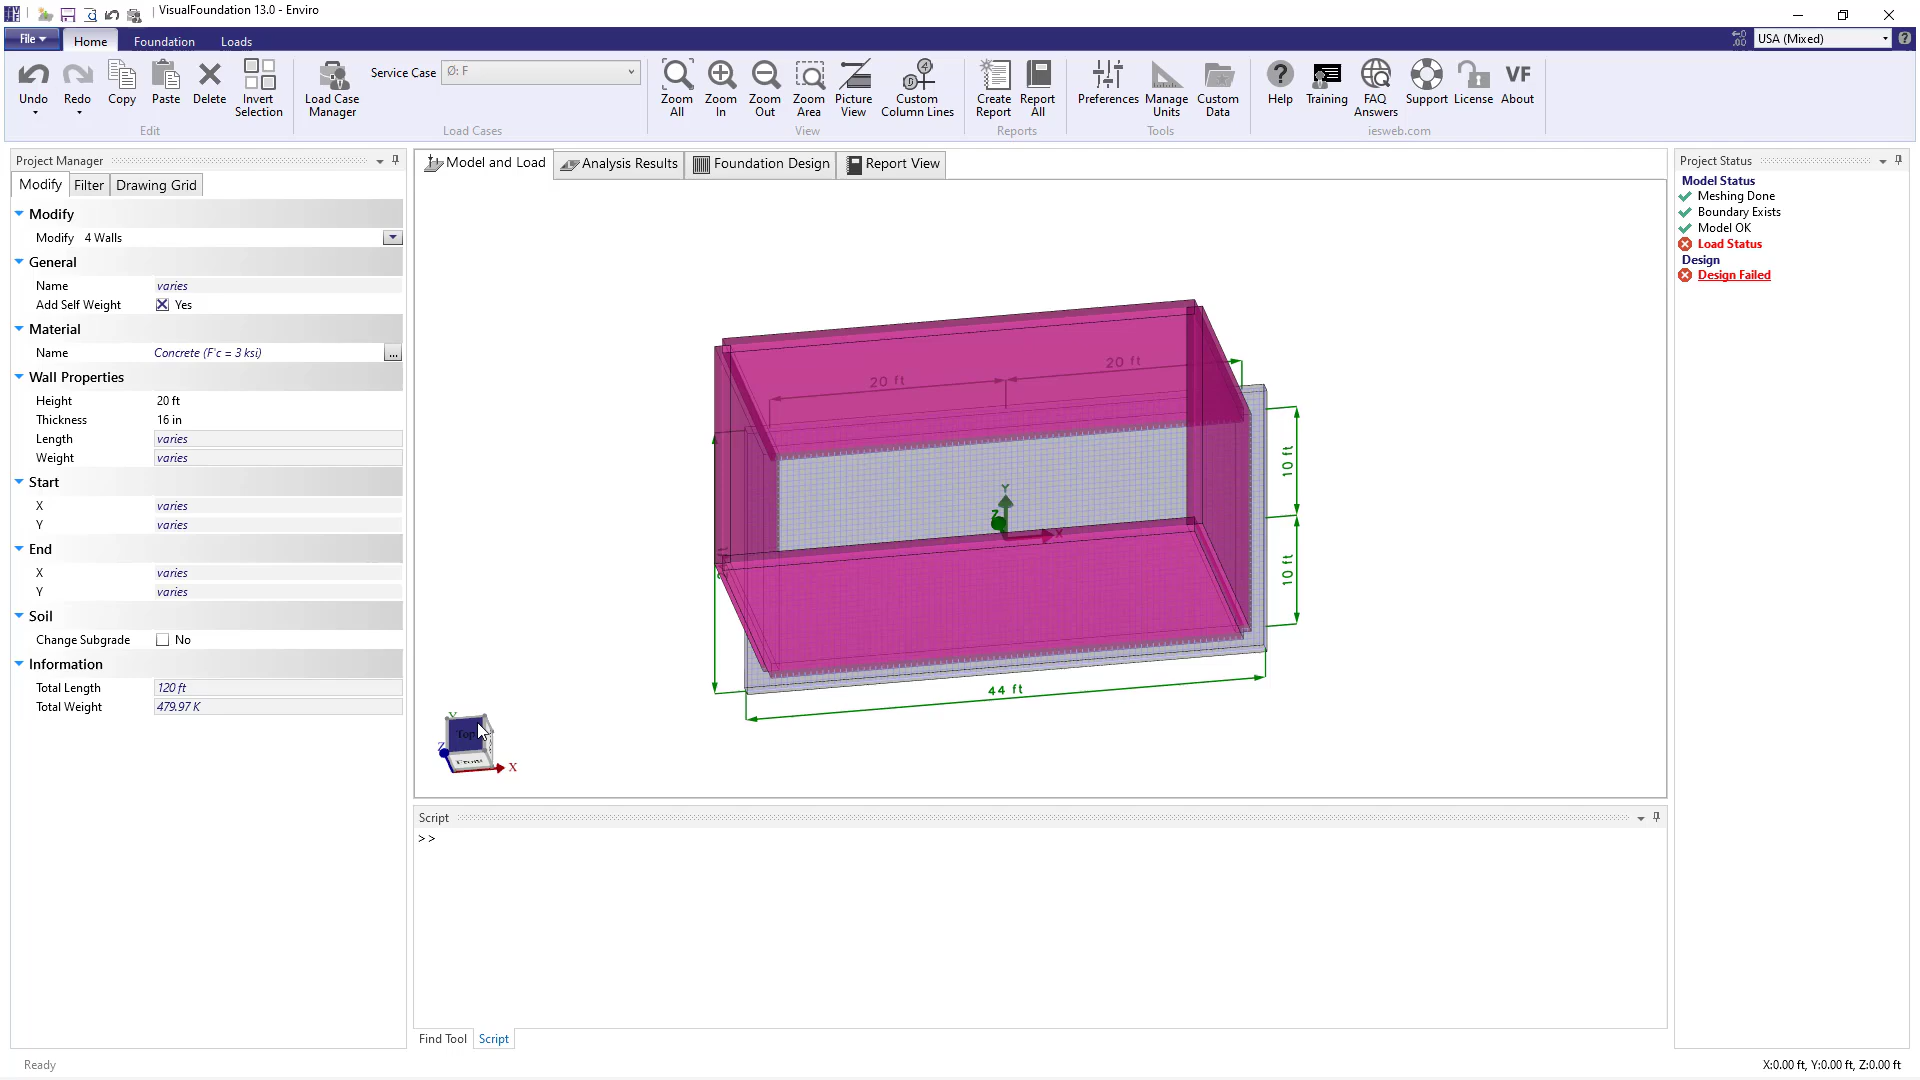 VisualFoundation 13.0 - Enviro
File Home Foundation Loads
USA (Mixed)
Undo Redo Copy Paste Delete Invert Selection
Edit
Load Case Manager Service Case Ø: F
Load Cases
Zoom All Zoom In Zoom Out Zoom Area Picture View Custom Column Lines
View
Create Report Report All
Reports
Preferences Manage Units Custom Data
Tools
Help Training FAQ Answers Support License VF About
iesweb.com
Project Manager
Modify Filter Drawing Grid
Modify
Modify 4 Walls
General
Name varies
Add Self Weight Yes
Material
Name Concrete (F'c = 3 ksi) ...
Wall Properties
Height 20 ft
Thickness 16 in
Length varies
Weight varies
Start
X varies
Y varies
End
X varies
Y varies
Soil
Change Subgrade No
Information
Total Length 120 ft
Total Weight 479.97 K
Model and Load Analysis Results Foundation Design Report View
20 ft
20 ft
10 ft
10 ft
44 ft
Y
Z
X
Y
Top
Z
Front
X
Script
>>
Find Tool Script
Project Status
Model Status
Meshing Done
Boundary Exists
Model OK
Load Status
Design
Design Failed
Ready
X:0.00 ft, Y:0.00 ft, Z:0.00 ft